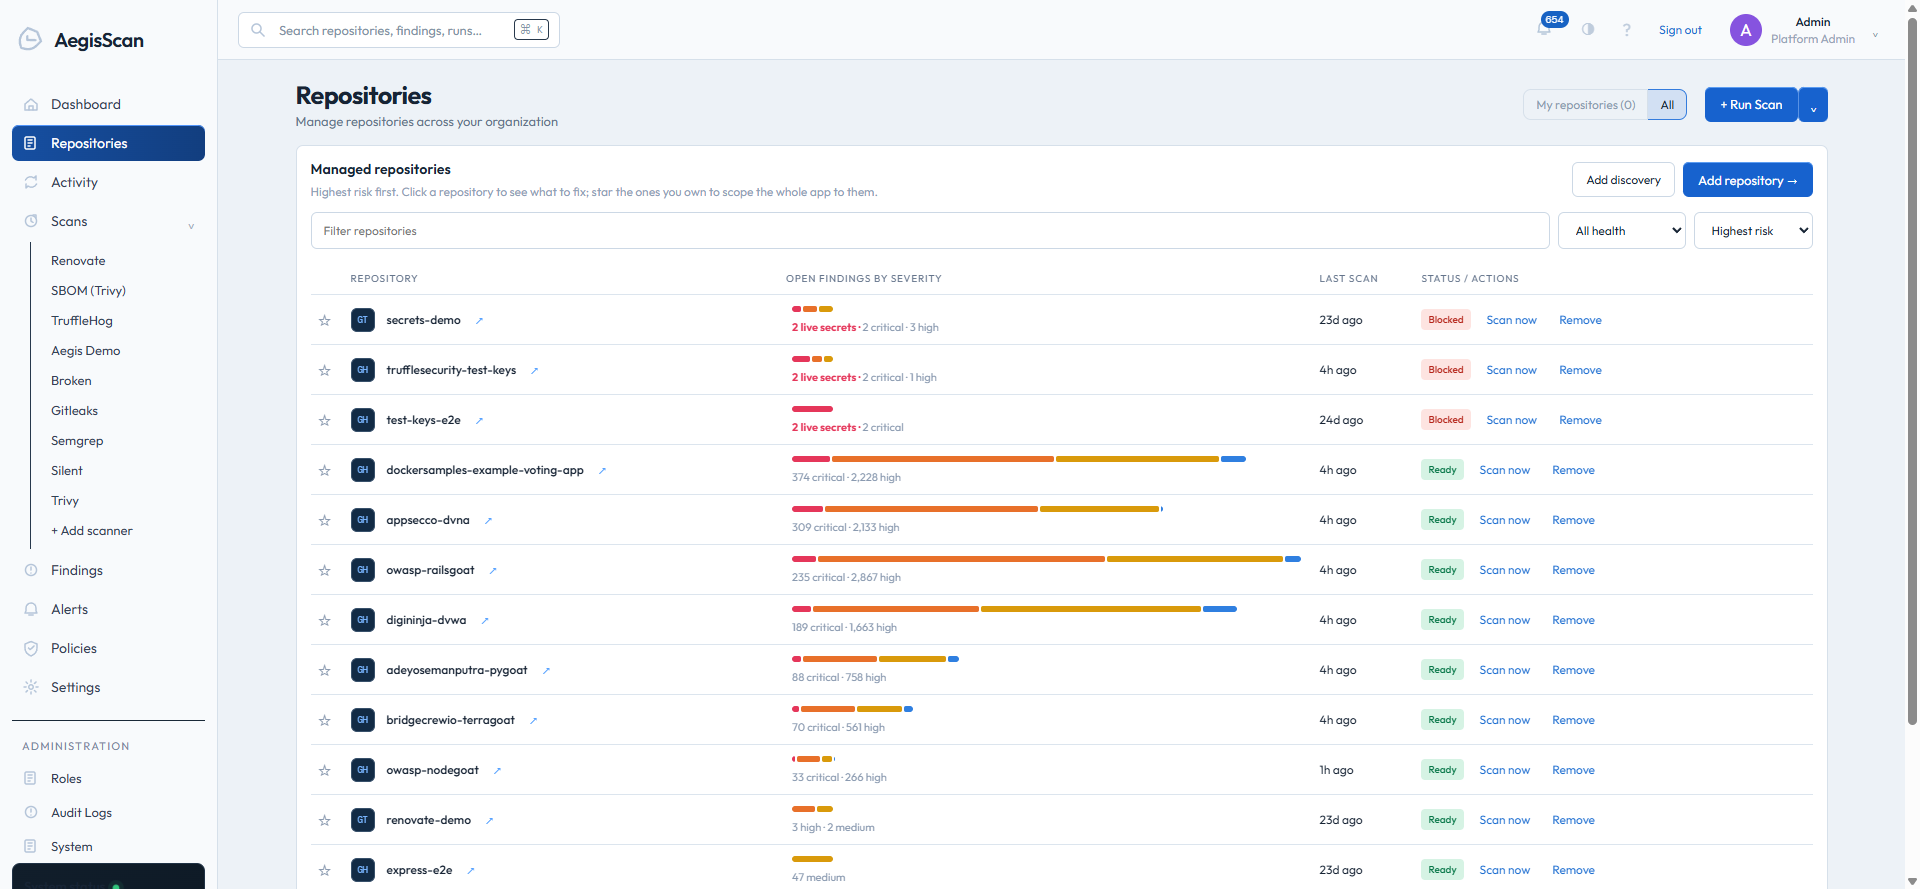 AegisScan
Search repositories, findings, runs...
⌘ K
654
?
Sign out
A
Admin
Platform Admin
Dashboard
Repositories
Activity
Scans
Renovate
SBOM (Trivy)
TruffleHog
Aegis Demo
Broken
Gitleaks
Semgrep
Silent
Trivy
+ Add scanner
Findings
Alerts
Policies
Settings
ADMINISTRATION
Roles
Audit Logs
System
Repositories
Manage repositories across your organization
My repositories (0)
All
+ Run Scan
Managed repositories
Highest risk first. Click a repository to see what to fix; star the ones you own to scope the whole app to them.
Add discovery
Add repository →
Filter repositories
All health
Highest risk
REPOSITORY OPEN FINDINGS BY SEVERITY LAST SCAN STATUS / ACTIONS
☆ GT secrets-demo ↗ 2 live secrets · 2 critical · 3 high 23d ago Blocked Scan now Remove
☆ GH trufflesecurity-test-keys ↗ 2 live secrets · 2 critical · 1 high 4h ago Blocked Scan now Remove
☆ GH test-keys-e2e ↗ 2 live secrets · 2 critical 24d ago Blocked Scan now Remove
☆ GH dockersamples-example-voting-app ↗ 374 critical · 2,228 high 4h ago Ready Scan now Remove
☆ GH appsecco-dvna ↗ 309 critical · 2,133 high 4h ago Ready Scan now Remove
☆ GH owasp-railsgoat ↗ 235 critical · 2,867 high 4h ago Ready Scan now Remove
☆ GH digininja-dvwa ↗ 189 critical · 1,663 high 4h ago Ready Scan now Remove
☆ GH adeyosemanputra-pygoat ↗ 88 critical · 758 high 4h ago Ready Scan now Remove
☆ GH bridgecrewio-terragoat ↗ 70 critical · 561 high 4h ago Ready Scan now Remove
☆ GH owasp-nodegoat ↗ 33 critical · 266 high 1h ago Ready Scan now Remove
☆ GT renovate-demo ↗ 3 high · 2 medium 23d ago Ready Scan now Remove
☆ GH express-e2e ↗ 47 medium 23d ago Ready Scan now Remove